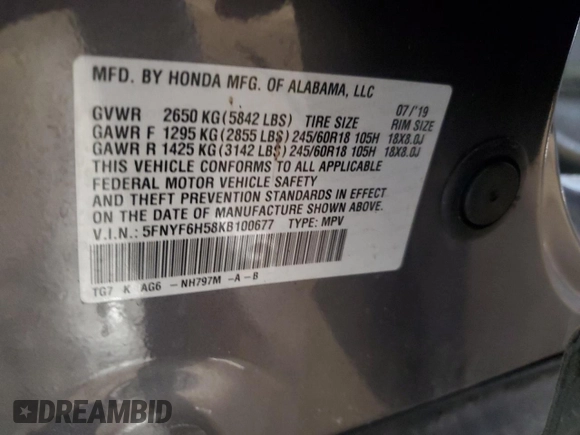 MFD. BY HONDA MFG. OF ALABAMA, LLC
GVWR 2650 KG(5842 LBS) TIRE SIZE 07/'19 RIM SIZE
GAWR F 1295 KG(2855 LBS)245/60R18 105H 18X8.0J
GAWR R 1425 KG(3142 LBS)245/60R18 105H 18X8.0J
THIS VEHICLE CONFORMS TO ALL APPLICABLE
FEDERAL MOTOR VEHICLE SAFETY
AND THEFT PREVENTION STANDARDS IN EFFECT
ON THE DATE OF MANUFACTURE SHOWN ABOVE.
V.I.N.: 5FNYF6H58KB100677 TYPE: MPV
TG7 K AG6 -NH797M -A-B
DREAMBID